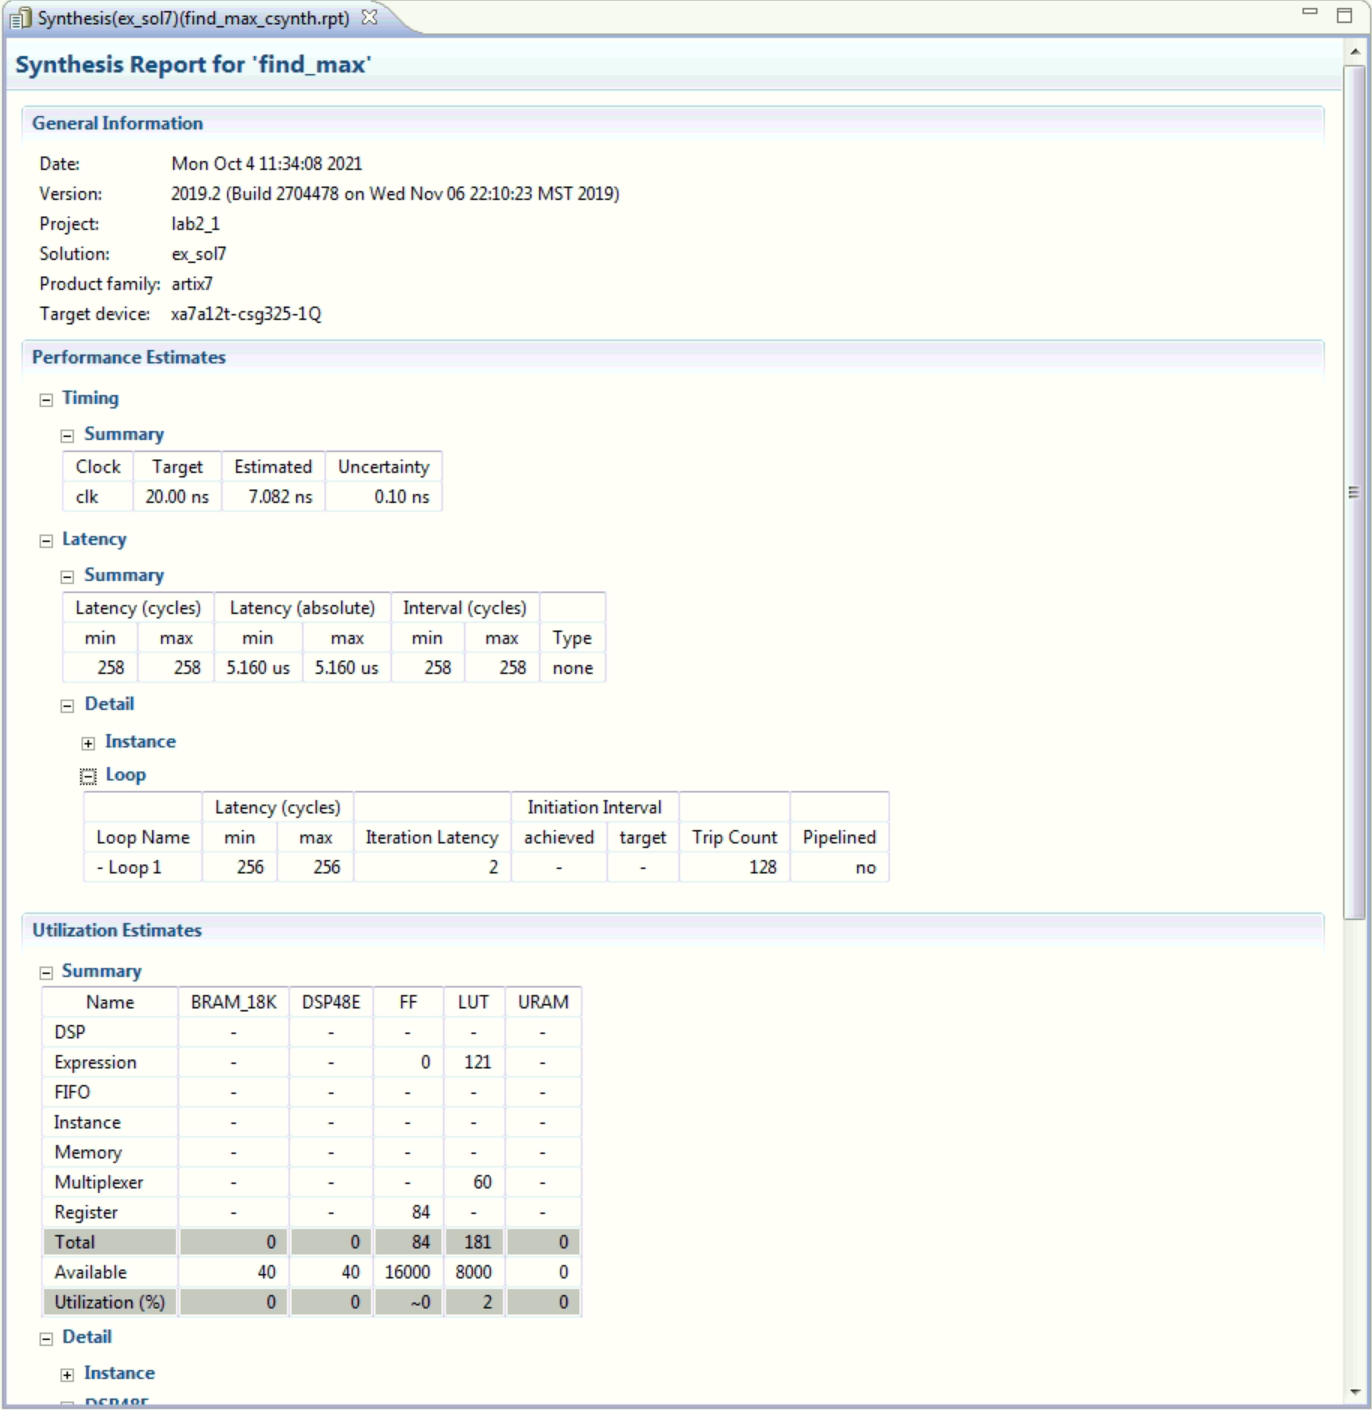 Synthesis(ex_sol7)(find_max_csynth.rpt)
Synthesis Report for 'find_max'
General Information
Date: Mon Oct 4 11:34:08 2021
Version: 2019.2 (Build 2704478 on Wed Nov 06 22:10:23 MST 2019)
Project: lab2_1
Solution: ex_sol7
Product family: artix7
Target device: xa7a12t-csg325-1Q
Performance Estimates
Timing
Summary
Clock Target Estimated Uncertainty
clk 20.00 ns 7.082 ns 0.10 ns
Latency
Summary
Latency (cycles) Latency (absolute) Interval (cycles)
min max min max min max Type
258 258 5.160 us 5.160 us 258 258 none
Detail
Instance
Loop
Latency (cycles) Initiation Interval
Loop Name min max Iteration Latency achieved target Trip Count Pipelined
- Loop 1 256 256 2 - - 128 no
Utilization Estimates
Summary
Name BRAM_18K DSP48E FF LUT URAM
DSP - - - - -
Expression - - 0 121 -
FIFO - - - - -
Instance - - - - -
Memory - - - - -
Multiplexer - - - 60 -
Register - - 84 - -
Total 0 0 84 181 0
Available 40 40 16000 8000 0
Utilization (%) 0 0 ~0 2 0
Detail
Instance
DSP48E